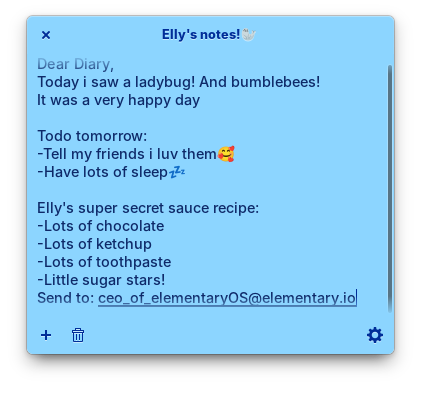 Elly's notes!🦭
Dear Diary,
Today i saw a ladybug! And bumblebees!
It was a very happy day
Todo tomorrow:
-Tell my friends i luv them🥰
-Have lots of sleep💤
Elly's super secret sauce recipe:
-Lots of chocolate
-Lots of ketchup
-Lots of toothpaste
-Little sugar stars!
Send to: ceo_of_elementaryOS@elementary.io